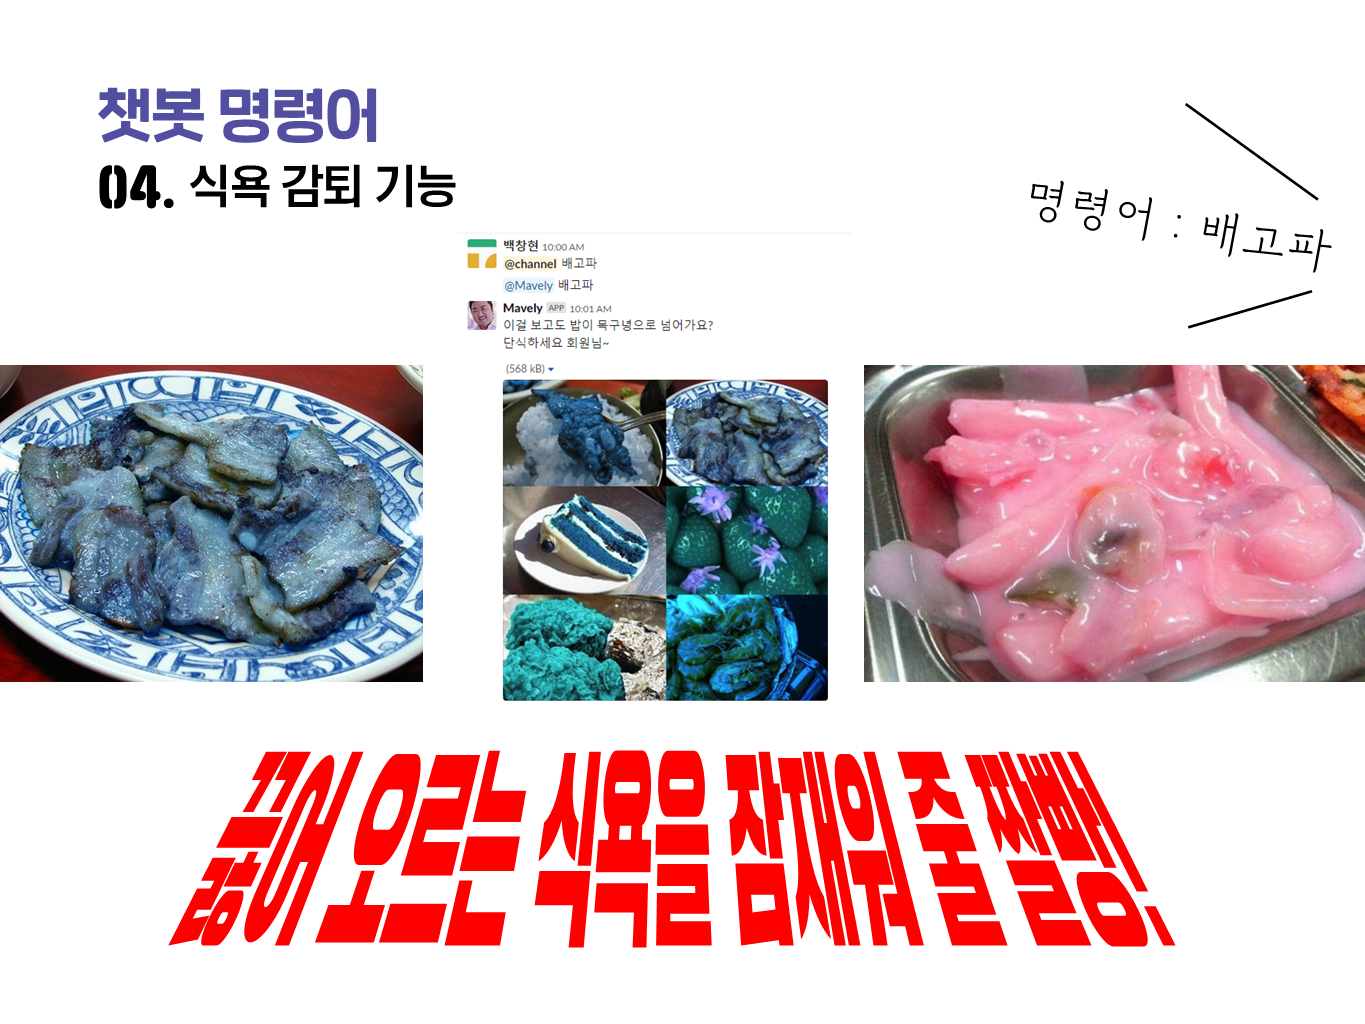 챗봇 명령어
04. 식욕 감퇴 기능
명령어 : 배고파
백창현 10:00 AM
@channel 배고파
@Mavely 배고파
Mavely APP 10:01 AM
이걸 보고도 밥이 목구녕으로 넘어가요?
단식하세요 회원님~
(568 kB)
끓어 오르는 식욕을 잠재워 줄 짤빵!